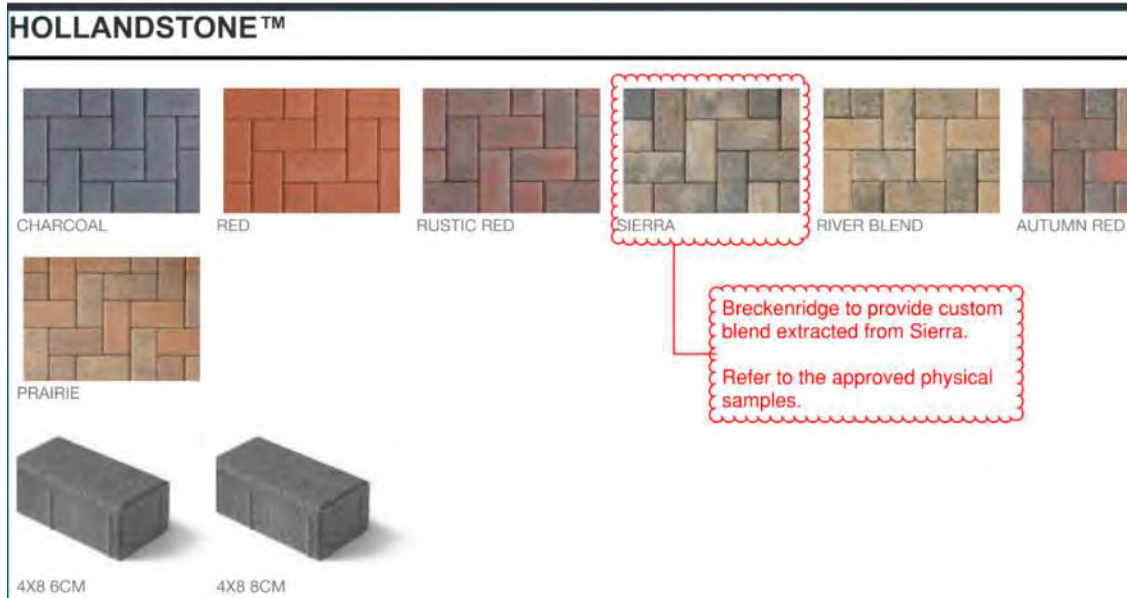 HOLLANDSTONE™
CHARCOAL
RED
RUSTIC RED
SIERRA
RIVER BLEND
AUTUMN RED
Breckenridge to provide custom
blend extracted from Sierra.
Refer to the approved physical
samples.
PRAIRIE
4X8 6CM
4X8 8CM